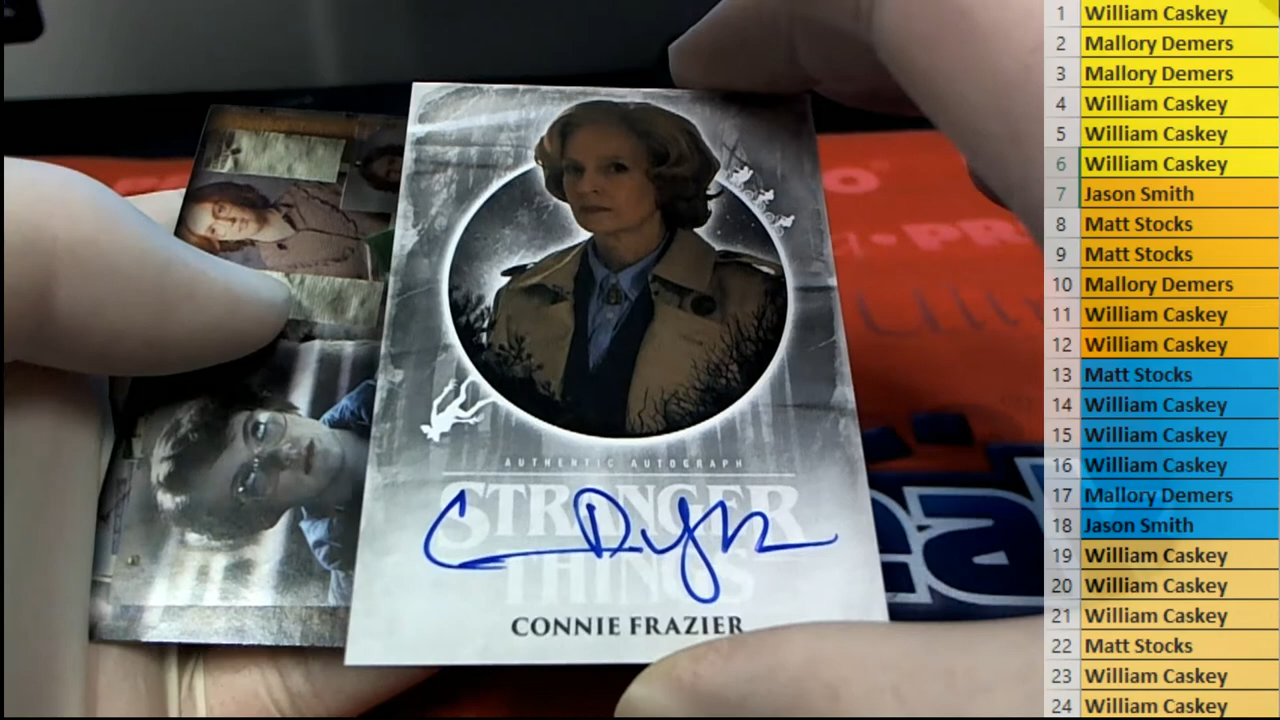 AUTHENTIC AUTOGRAPH
STRANGER
THINGS
CONNIE FRAZIER
1 William Caskey
2 Mallory Demers
3 Mallory Demers
4 William Caskey
5 William Caskey
6 William Caskey
7 Jason Smith
8 Matt Stocks
9 Matt Stocks
10 Mallory Demers
11 William Caskey
12 William Caskey
13 Matt Stocks
14 William Caskey
15 William Caskey
16 William Caskey
17 Mallory Demers
18 Jason Smith
19 William Caskey
20 William Caskey
21 William Caskey
22 Matt Stocks
23 William Caskey
24 William Caskey